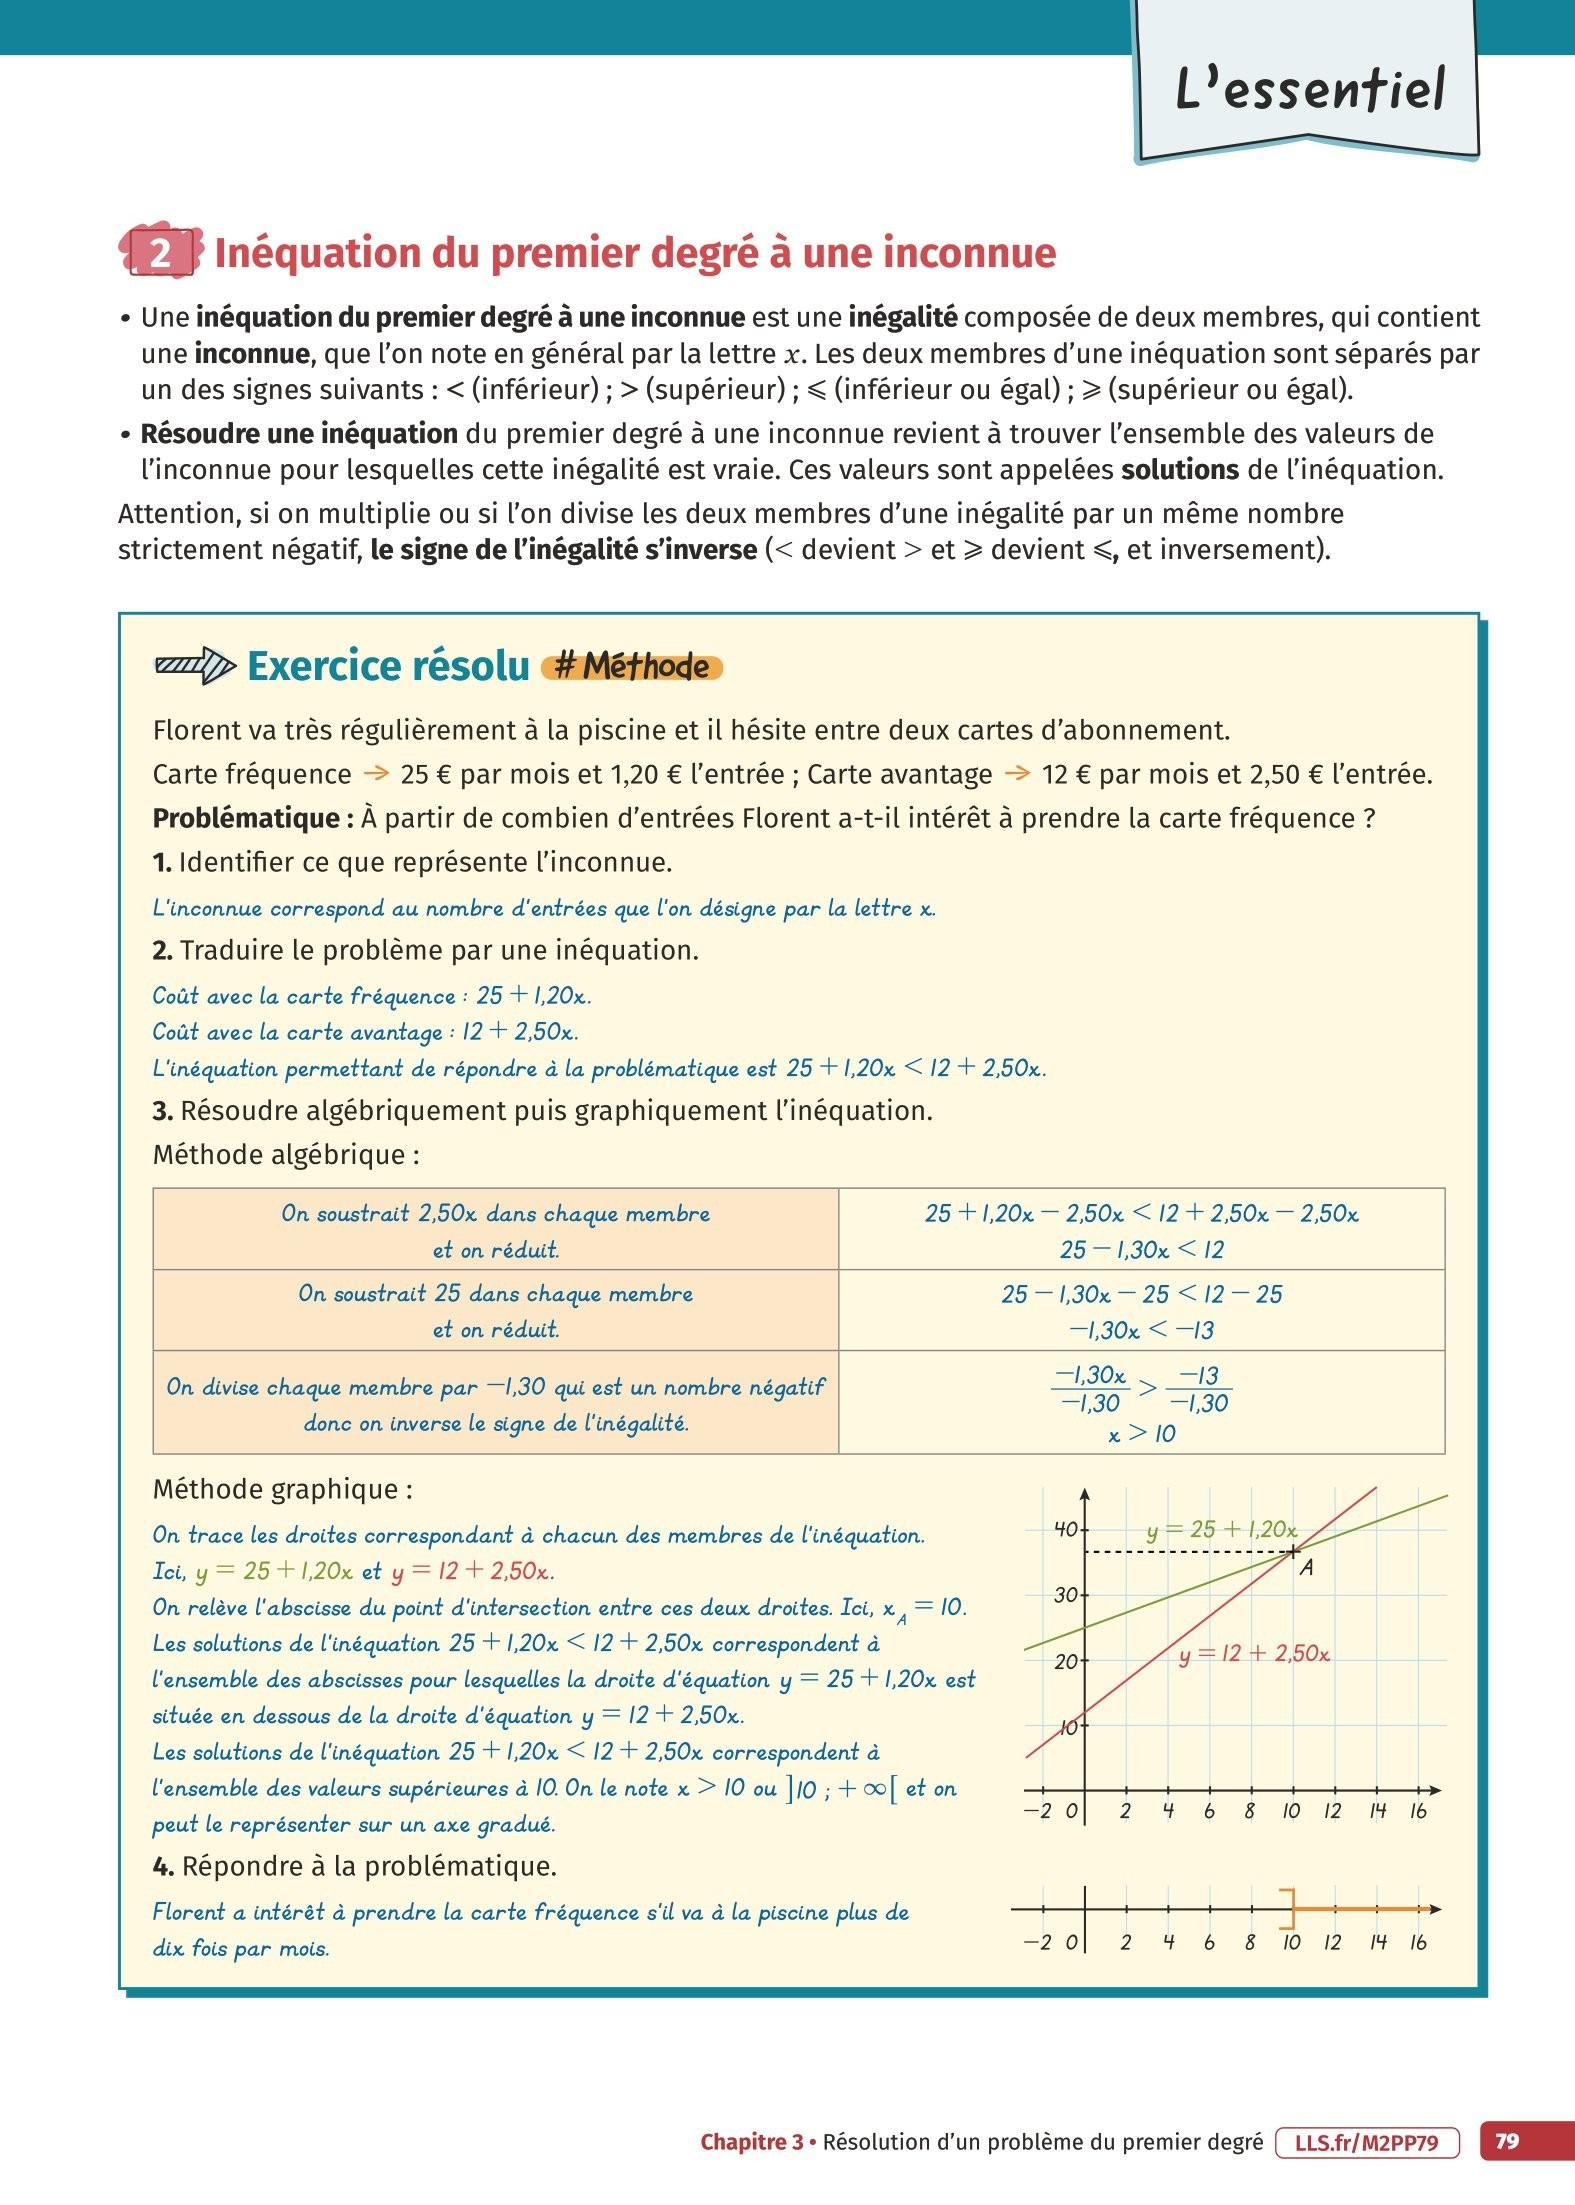 L'essentiel
2 Inéquation du premier degré à une inconnue
• Une inéquation du premier degré à une inconnue est une inégalité composée de deux membres, qui contient
une inconnue, que l'on note en général par la lettre x. Les deux membres d'une inéquation sont séparés par
un des signes suivants : < (inférieur) ; > (supérieur) ; ⩽ (inférieur ou égal) ; ⩾ (supérieur ou égal).
• Résoudre une inéquation du premier degré à une inconnue revient à trouver l'ensemble des valeurs de
l'inconnue pour lesquelles cette inégalité est vraie. Ces valeurs sont appelées solutions de l'inéquation.
Attention, si on multiplie ou si l'on divise les deux membres d'une inégalité par un même nombre
strictement négatif, le signe de l'inégalité s'inverse (< devient > et ⩾ devient ⩽, et inversement).
Exercice résolu # Méthode
Florent va très régulièrement à la piscine et il hésite entre deux cartes d'abonnement.
Carte fréquence → 25 € par mois et 1,20 € l'entrée ; Carte avantage → 12 € par mois et 2,50 € l'entrée.
Problématique : À partir de combien d'entrées Florent a-t-il intérêt à prendre la carte fréquence ?
1. Identifier ce que représente l'inconnue.
L'inconnue correspond au nombre d'entrées que l'on désigne par la lettre x.
2. Traduire le problème par une inéquation.
Coût avec la carte fréquence : 25 + 1,20x.
Coût avec la carte avantage : 12 + 2,50x.
L'inéquation permettant de répondre à la problématique est 25 + 1,20x < 12 + 2,50x.
3. Résoudre algébriquement puis graphiquement l'inéquation.
Méthode algébrique :
On soustrait 2,50x dans chaque membre
et on réduit.
25 + 1,20x − 2,50x < 12 + 2,50x − 2,50x
25 − 1,30x < 12
On soustrait 25 dans chaque membre
et on réduit.
25 − 1,30x − 25 < 12 − 25
−1,30x < −13
On divise chaque membre par −1,30 qui est un nombre négatif
donc on inverse le signe de l'inégalité.
−1,30x/−1,30 > −13/−1,30
x > 10
Méthode graphique :
On trace les droites correspondant à chacun des membres de l'inéquation.
Ici, y = 25 + 1,20x et y = 12 + 2,50x.
On relève l'abscisse du point d'intersection entre ces deux droites. Ici, x_A = 10.
Les solutions de l'inéquation 25 + 1,20x < 12 + 2,50x correspondent à
l'ensemble des abscisses pour lesquelles la droite d'équation y = 25 + 1,20x est
située en dessous de la droite d'équation y = 12 + 2,50x.
Les solutions de l'inéquation 25 + 1,20x < 12 + 2,50x correspondent à
l'ensemble des valeurs supérieures à 10. On le note x > 10 ou ]10 ; + ∞[ et on
peut le représenter sur un axe gradué.
40
y = 25 + 1,20x
A
30
y = 12 + 2,50x
20
10
−2 0 2 4 6 8 10 12 14 16
4. Répondre à la problématique.
Florent a intérêt à prendre la carte fréquence s'il va à la piscine plus de
dix fois par mois.
−2 0 2 4 6 8 10 12 14 16
Chapitre 3 • Résolution d'un problème du premier degré LLS.fr/M2PP79 79